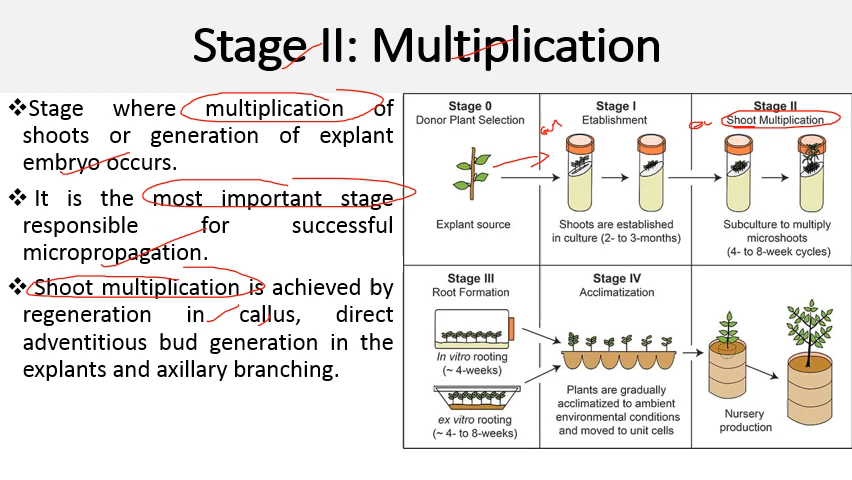 Stage II: Multiplication
❖Stage where multiplication of
shoots or generation of explant
embryo occurs.
❖ It is the most important stage
responsible for successful
micropropagation.
❖ Shoot multiplication is achieved by
regeneration in callus, direct
adventitious bud generation in the
explants and axillary branching.
Stage 0
Donor Plant Selection
Explant source
Stage I
Etablishment
Shoots are established
in culture (2- to 3-months)
Stage II
Shoot Multiplication
Subculture to multiply
microshoots
(4- to 8-week cycles)
Stage III
Root Formation
In vitro rooting
(~ 4-weeks)
ex vitro rooting
(~ 4- to 8-weeks)
Stage IV
Acclimatization
Plants are gradually
acclimatized to ambient
environmental conditions
and moved to unit cells
Nursery
production